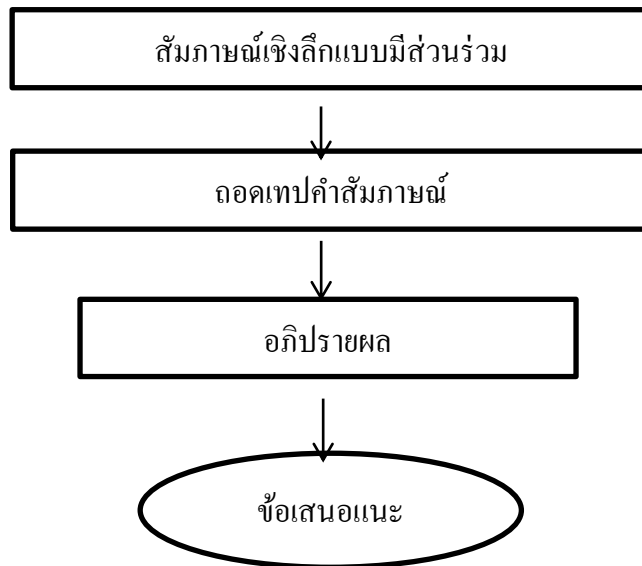 สัมภาษณ์เชิงลึกแบบมีส่วนร่วม
ถอดเทปคำสัมภาษณ์
อภิปรายผล
ข้อเสนอแนะ